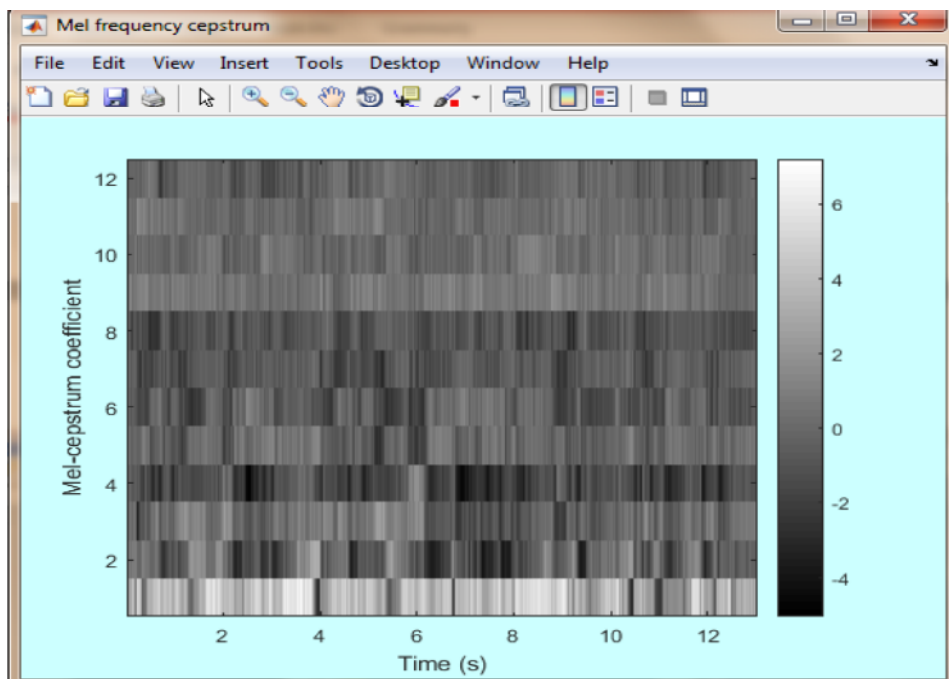 Mel frequency cepstrum
File Edit View Insert Tools Desktop Window Help
12
10
8
6
4
2
Mel-cepstrum coefficient
2 4 6 8 10 12
Time (s)
6
4
2
0
-2
-4